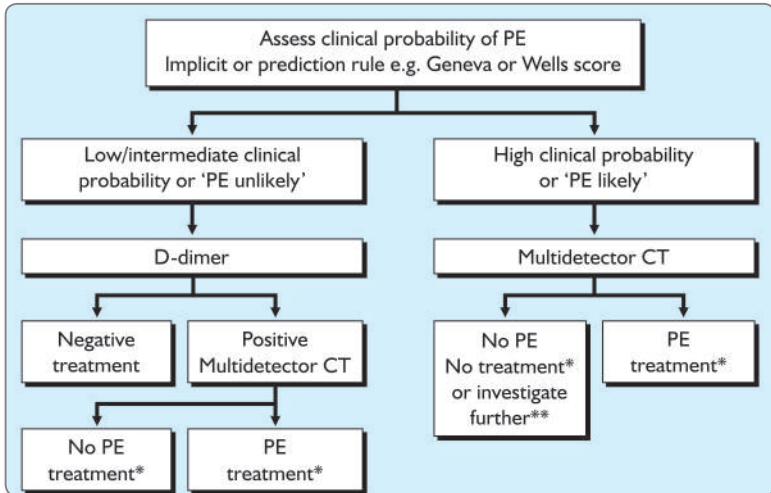 Assess clinical probability of PE
Implicit or prediction rule e.g. Geneva or Wells score
Low/intermediate clinical
probability or ‘PE unlikely’
High clinical probability
or ‘PE likely’
D-dimer
Multidetector CT
Negative
treatment
Positive
Multidetector CT
No PE
No treatment*
or investigate
further**
PE
treatment*
No PE
treatment*
PE
treatment*